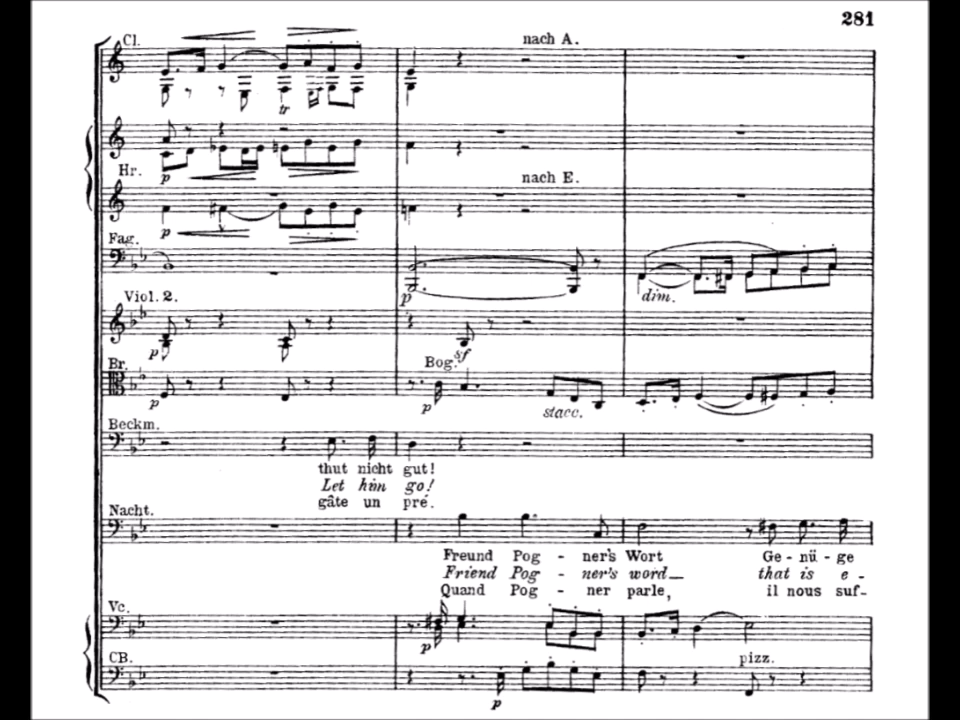 281
Cl.
nach A.
tr
p
Hr.
nach E.
p
Fag.
p
dim.
Viol. 2.
p
sf
Br.
Bog.
p
p
stacc.
Beckm.
thut nicht gut!
Let him go!
gâte un pré.
Nacht.
Freund Pog - ner's Wort Ge - nü - ge
Friend Pog - ner's word_ that is e -
Quand Pog - ner parle, il nous suf-
Vc.
p
CB.
pizz.
p